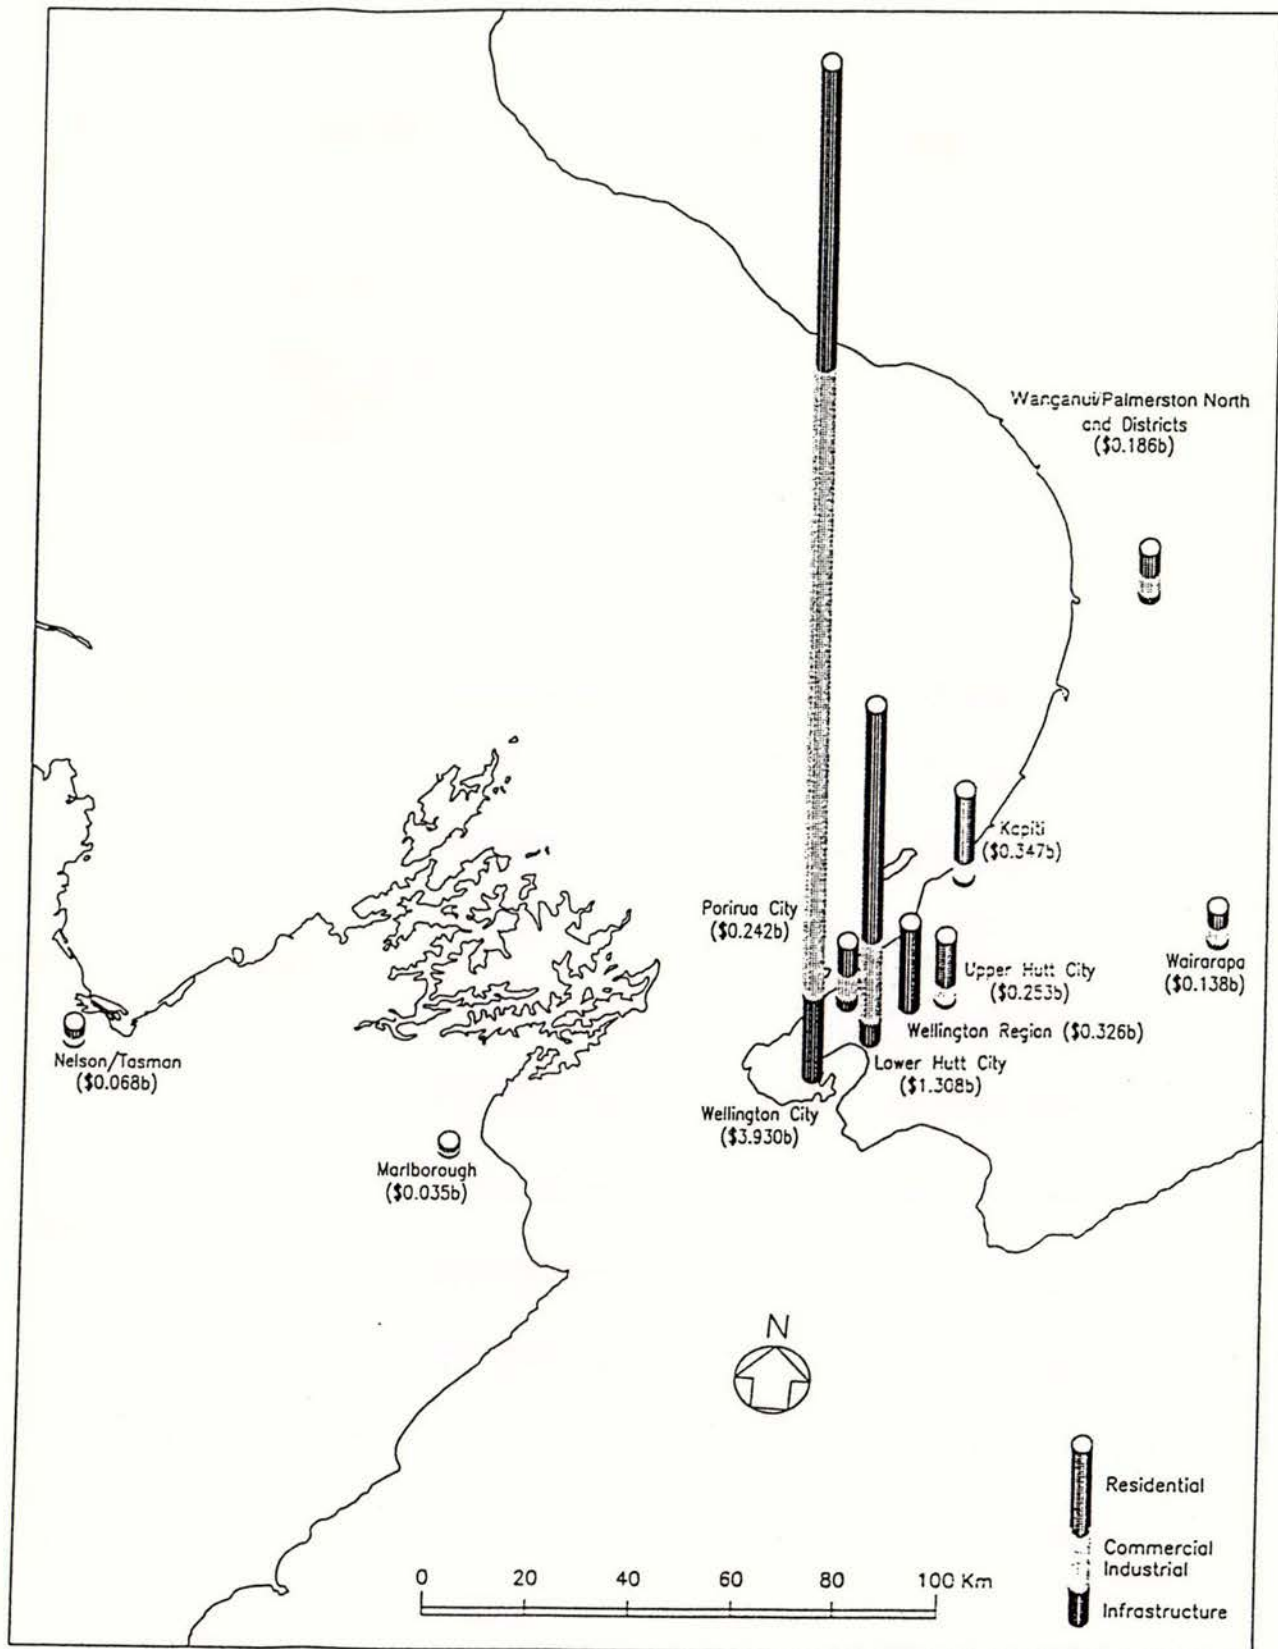 Wanganui/Palmerston North
and Districts
($0.186b)
Kapiti
($0.347b)
Porirua City
($0.242b)
Upper Hutt City
($0.253b)
Wairarapa
($0.138b)
Wellington Region ($0.326b)
Nelson/Tasman
($0.068b)
Lower Hutt City
($1.308b)
Wellington City
($3.930b)
Marlborough
($0.035b)
N
Residential
Commercial
Industrial
Infrastructure
0 20 40 60 80 100 Km